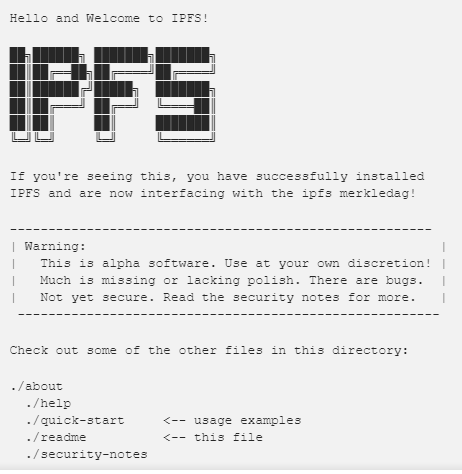 Hello and Welcome to IPFS!
IPFS
If you're seeing this, you have successfully installed
IPFS and are now interfacing with the ipfs merkledag!
-------------------------------------------------------
| Warning:                                              |
|   This is alpha software. Use at your own discretion! |
|   Much is missing or lacking polish. There are bugs.  |
|   Not yet secure. Read the security notes for more.   |
-------------------------------------------------------
Check out some of the other files in this directory:
./about
./help
./quick-start     <-- usage examples
./readme          <-- this file
./security-notes